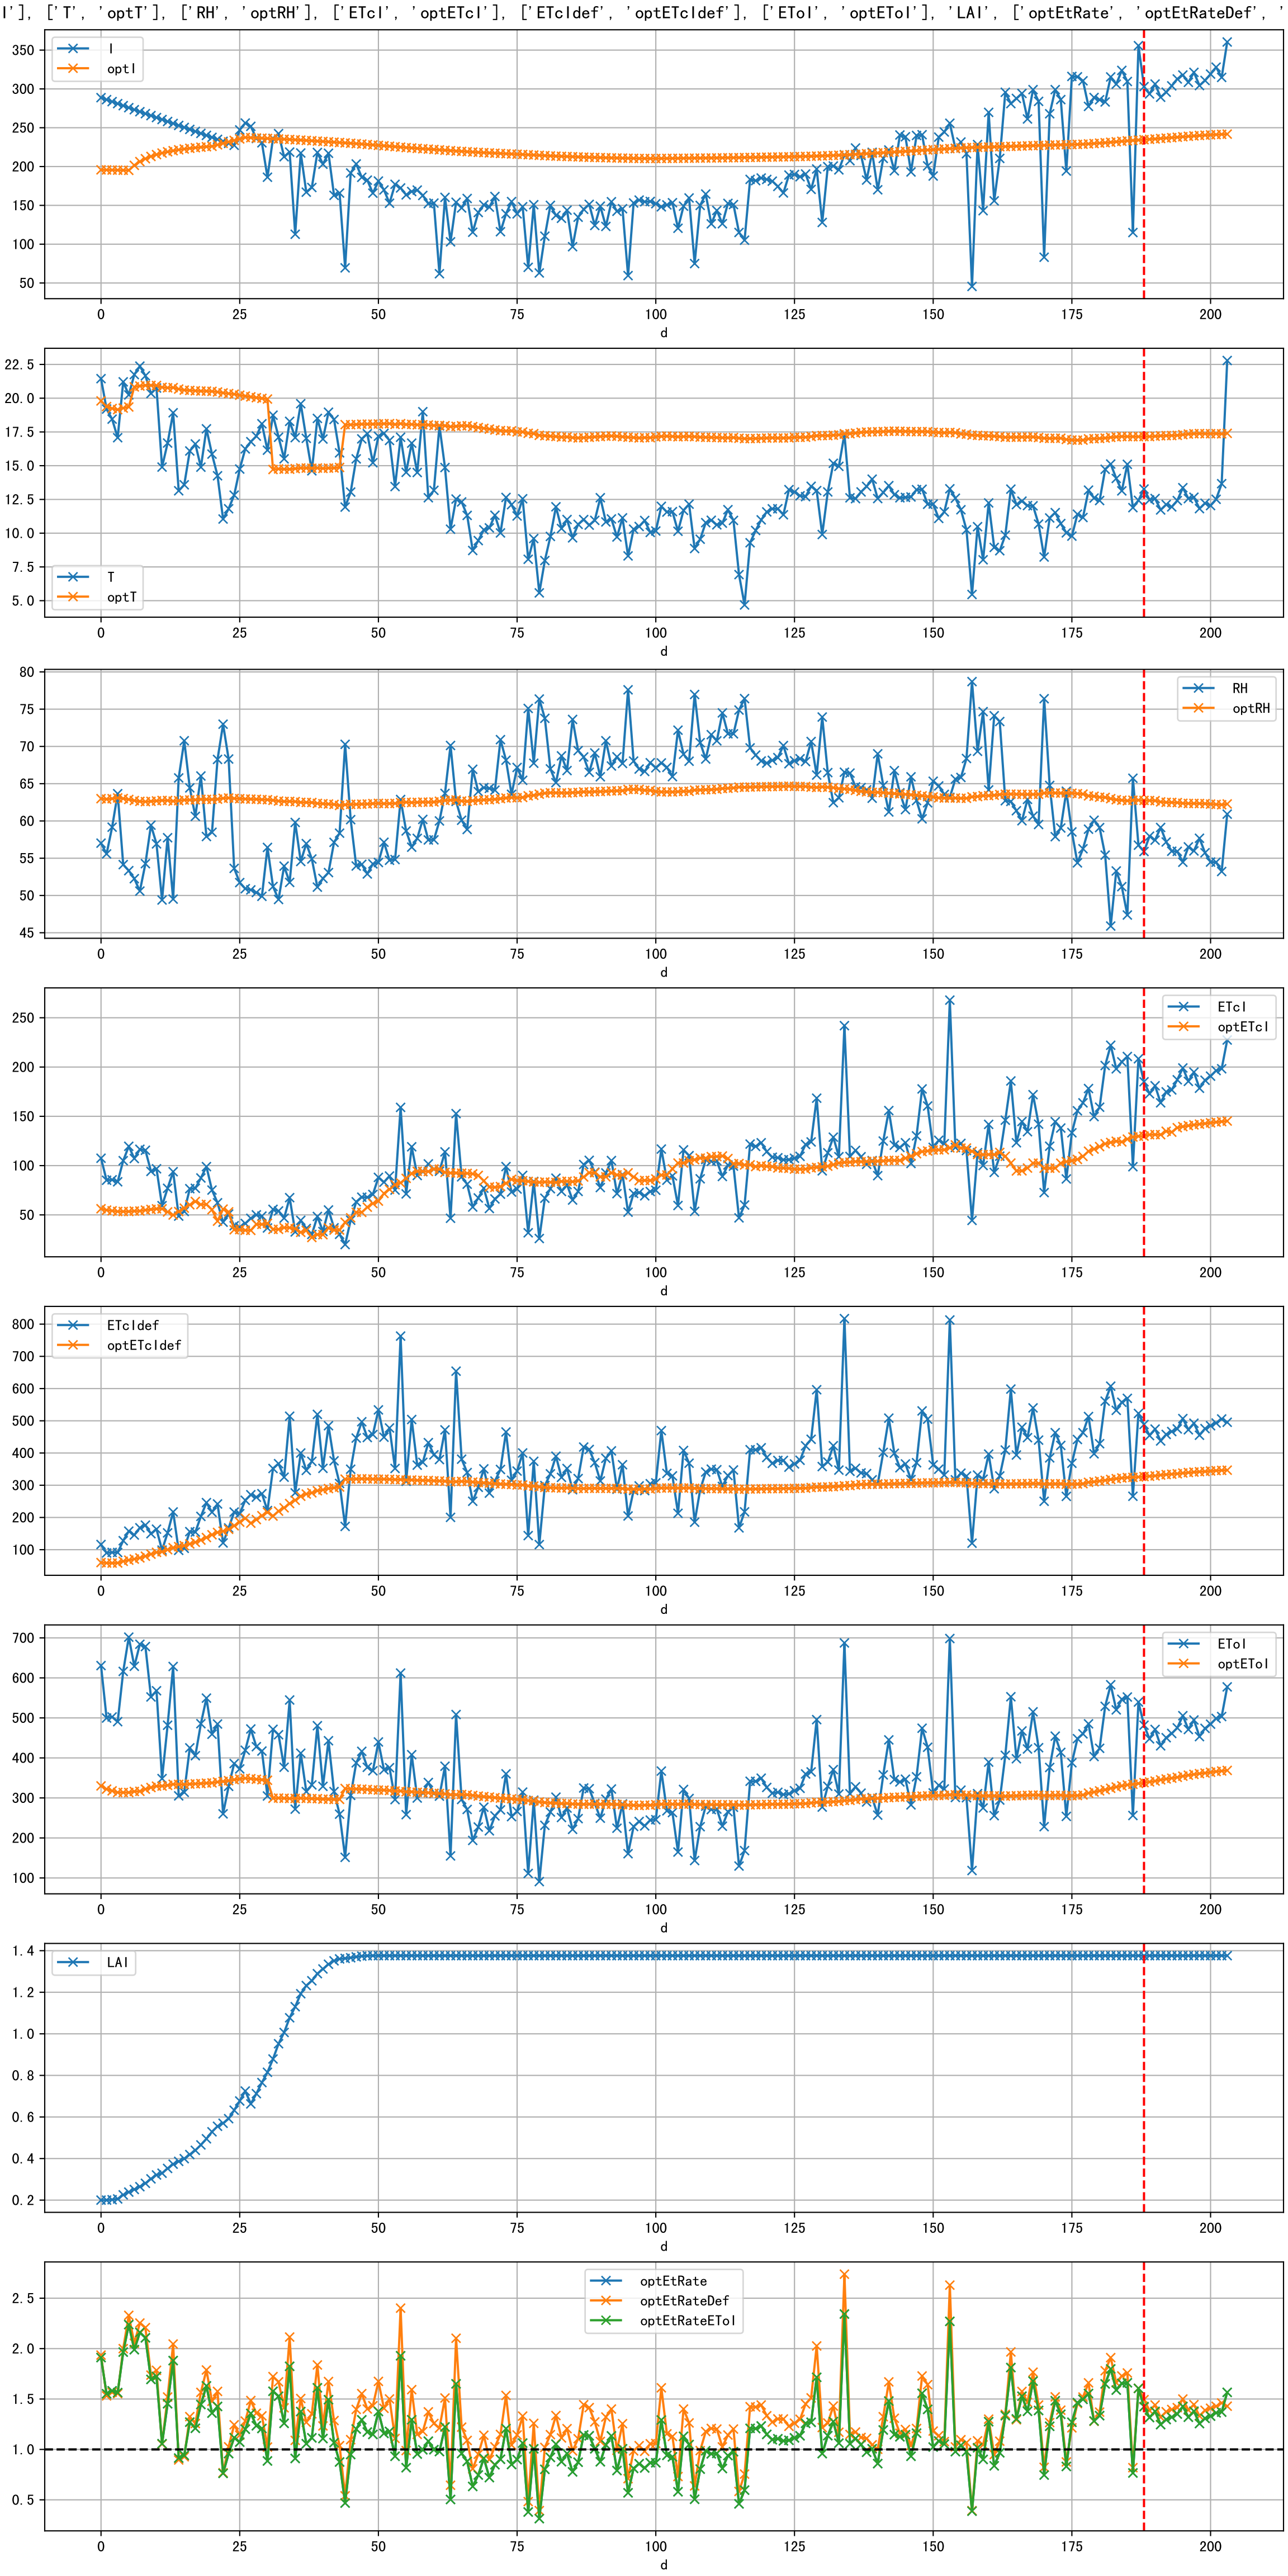 I'], ['T', 'optT'], ['RH', 'optRH'], ['ETcI', 'optETcI'], ['ETcIdef', 'optETcIdef'], ['EToI', 'optEToI'], 'LAI', ['optEtRate', 'optEtRateDef', '
I
optI
350
300
250
200
150
100
50
0 25 50 75 100 125 150 175 200
d
22.5
20.0
17.5
15.0
12.5
10.0
7.5
5.0
T
optT
0 25 50 75 100 125 150 175 200
d
80
75
70
65
60
55
50
45
RH
optRH
0 25 50 75 100 125 150 175 200
d
250
200
150
100
50
ETcI
optETcI
0 25 50 75 100 125 150 175 200
d
800
700
600
500
400
300
200
100
ETcIdef
optETcIdef
0 25 50 75 100 125 150 175 200
d
700
600
500
400
300
200
100
EToI
optEToI
0 25 50 75 100 125 150 175 200
d
1.4
1.2
1.0
0.8
0.6
0.4
0.2
LAI
0 25 50 75 100 125 150 175 200
d
2.5
2.0
1.5
1.0
0.5
optEtRate
optEtRateDef
optEtRateEToI
0 25 50 75 100 125 150 175 200
d